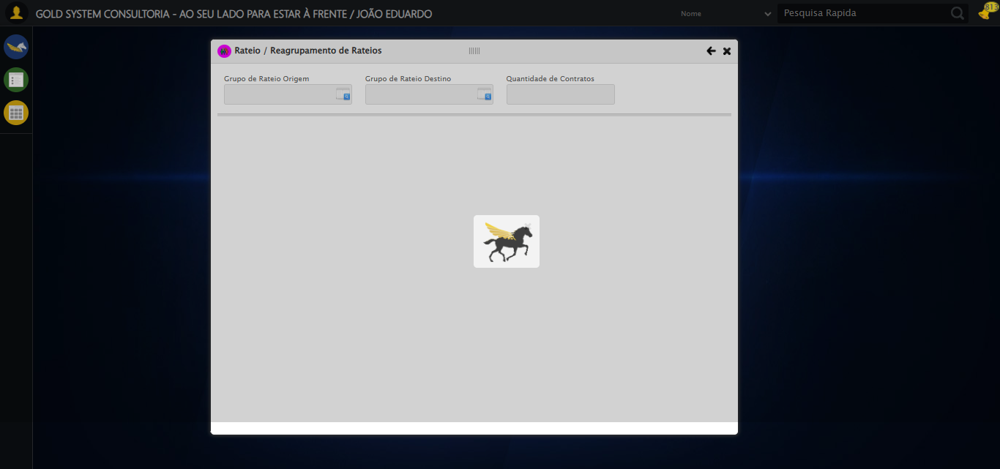 GOLD SYSTEM CONSULTORIA - AO SEU LADO PARA ESTAR À FRENTE / JOÃO EDUARDO
Nome
Pesquisa Rapida
813
Rateio / Reagrupamento de Rateios
Grupo de Rateio Origem
Grupo de Rateio Destino
Quantidade de Contratos